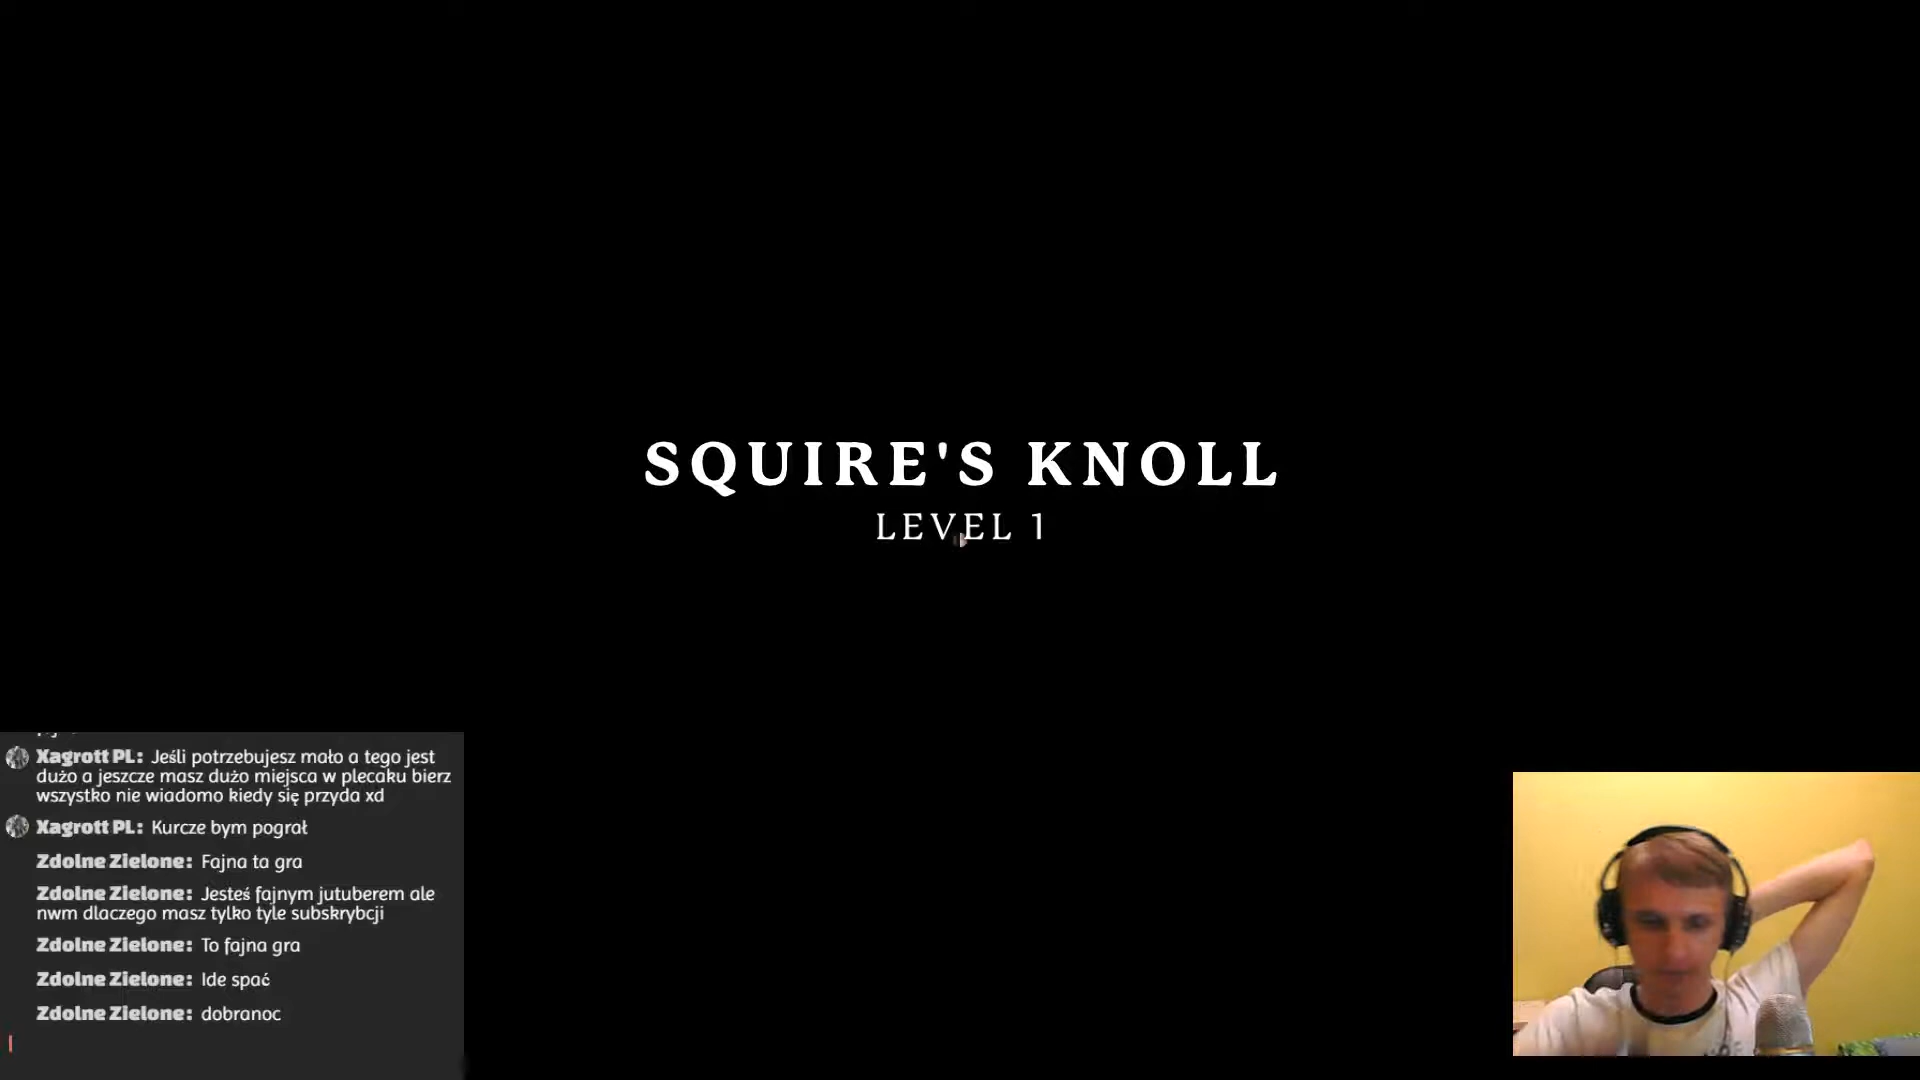 SQUIRE'S KNOLL
LEVEL 1
Xagrott PL: Jeśli potrzebujesz mało a tego jest
dużo a jeszcze masz dużo miejsca w plecaku bierz
wszystko nie wiadomo kiedy się przyda xd
Xagrott PL: Kurcze bym pograł
Zdolne Zielone: Fajna ta gra
Zdolne Zielone: Jesteś fajnym jutuberem ale
nwm dlaczego masz tylko tyle subskrybcji
Zdolne Zielone: To fajna gra
Zdolne Zielone: Ide spać
Zdolne Zielone: dobranoc